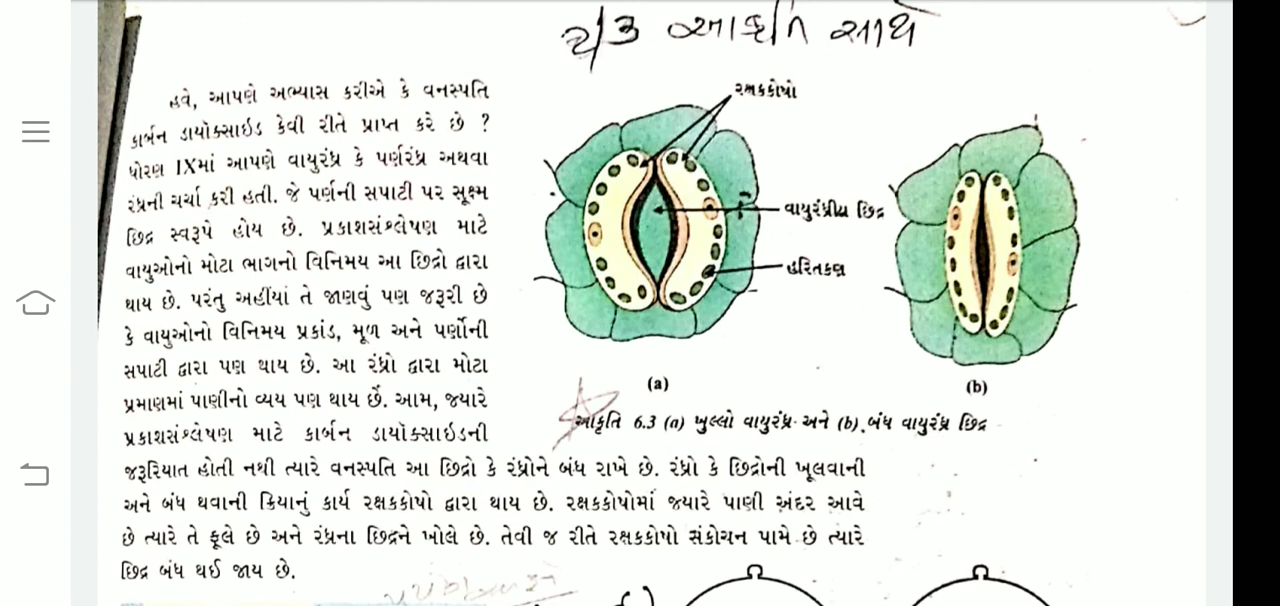 2/3 આકૃતિ સાથે
હવે, આપણે અભ્યાસ કરીએ કે વનસ્પતિ
કાર્બન ડાયૉક્સાઇડ કેવી રીતે પ્રાપ્ત કરે છે ?
ધોરણ IXમાં આપણે વાયુરંધ્ર કે પર્ણરંધ્ર અથવા
રંધ્રની ચર્ચા કરી હતી. જે પર્ણની સપાટી પર સૂક્ષ્મ
છિદ્ર સ્વરૂપે હોય છે. પ્રકાશસંશ્લેષણ માટે
વાયુઓનો મોટા ભાગનો વિનિમય આ છિદ્રો દ્વારા
થાય છે. પરંતુ અહીંયાં તે જાણવું પણ જરૂરી છે
કે વાયુઓનો વિનિમય પ્રકાંડ, મૂળ અને પર્ણોની
સપાટી દ્વારા પણ થાય છે. આ રંધ્રો દ્વારા મોટા
પ્રમાણમાં પાણીનો વ્યય પણ થાય છે. આમ, જ્યારે
પ્રકાશસંશ્લેષણ માટે કાર્બન ડાયૉક્સાઇડની
જરૂરિયાત હોતી નથી ત્યારે વનસ્પતિ આ છિદ્રો કે રંધ્રોને બંધ રાખે છે. રંધ્રો કે છિદ્રોની ખૂલવાની
અને બંધ થવાની ક્રિયાનું કાર્ય રક્ષકકોષો દ્વારા થાય છે. રક્ષકકોષોમાં જ્યારે પાણી અંદર આવે
છે ત્યારે તે ફૂલે છે અને રંધ્રના છિદ્રને ખોલે છે. તેવી જ રીતે રક્ષકકોષો સંકોચન પામે છે ત્યારે
છિદ્ર બંધ થઈ જાય છે.
રક્ષકકોષો
વાયુરંધ્રીય છિદ્ર
હરિતકણ
(a)
(b)
આકૃતિ 6.3 (a) ખુલ્લો વાયુરંધ્ર અને (b) બંધ વાયુરંધ્ર છિદ્ર